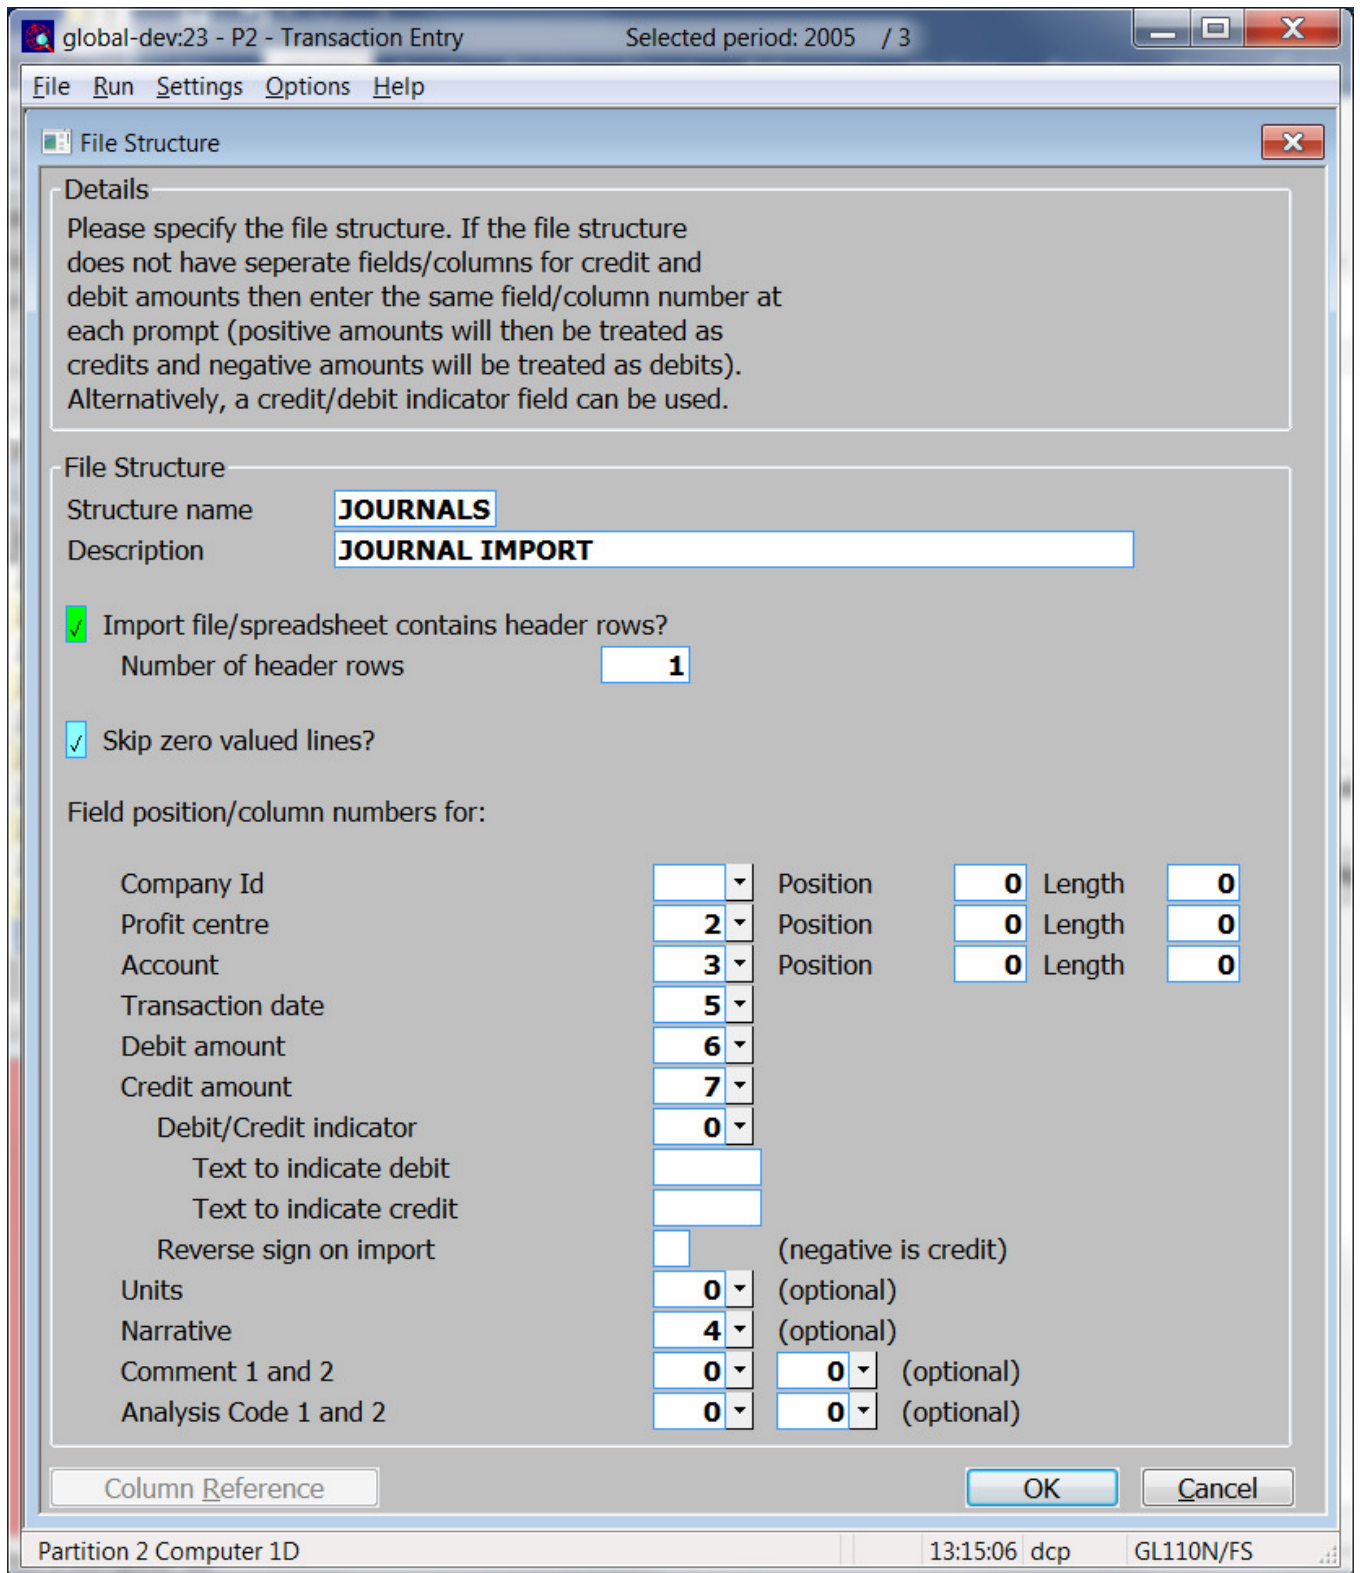 global-dev:23 - P2 - Transaction Entry Selected period: 2005 / 3
File Run Settings Options Help
File Structure
Details
Please specify the file structure. If the file structure
does not have seperate fields/columns for credit and
debit amounts then enter the same field/column number at
each prompt (positive amounts will then be treated as
credits and negative amounts will be treated as debits).
Alternatively, a credit/debit indicator field can be used.
File Structure
Structure name JOURNALS
Description JOURNAL IMPORT
✓ Import file/spreadsheet contains header rows?
Number of header rows 1
✓ Skip zero valued lines?
Field position/column numbers for:
Company Id Position 0 Length 0
Profit centre 2 Position 0 Length 0
Account 3 Position 0 Length 0
Transaction date 5
Debit amount 6
Credit amount 7
Debit/Credit indicator 0
Text to indicate debit
Text to indicate credit
Reverse sign on import (negative is credit)
Units 0 (optional)
Narrative 4 (optional)
Comment 1 and 2 0 0 (optional)
Analysis Code 1 and 2 0 0 (optional)
Column Reference OK Cancel
Partition 2 Computer 1D 13:15:06 dcp GL110N/FS